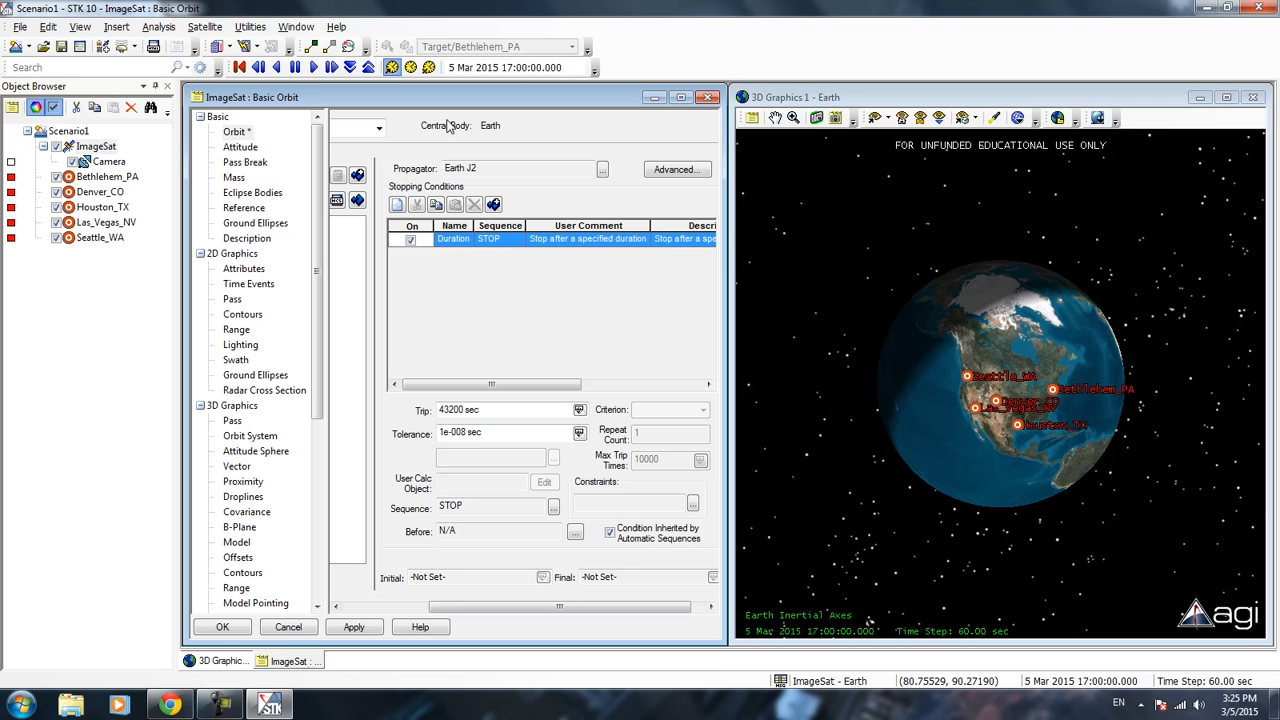 Scenario1 - STK 10 - ImageSat : Basic Orbit
File Edit View Insert Analysis Satellite Utilities Window Help
Target/Bethlehem_PA
Search
5 Mar 2015 17:00:00.000
Object Browser
Scenario1
ImageSat
Camera
Bethlehem_PA
Denver_CO
Houston_TX
Las_Vegas_NV
Seattle_WA
ImageSat : Basic Orbit
Basic
Orbit *
Attitude
Pass Break
Mass
Eclipse Bodies
Reference
Ground Ellipses
Description
2D Graphics
Attributes
Time Events
Pass
Contours
Range
Lighting
Swath
Ground Ellipses
Radar Cross Section
3D Graphics
Pass
Orbit System
Attitude Sphere
Vector
Proximity
Droplines
Covariance
B-Plane
Model
Offsets
Contours
Range
Model Pointing
Central Body: Earth
Propagator: Earth J2 ... Advanced...
Stopping Conditions
On Name Sequence User Comment Descri
Duration STOP Stop after a specified duration Stop after a spe
Trip: 43200 sec Criterion:
Tolerance: 1e-008 sec Repeat Count: 1
... Max Trip Times: 10000
User Calc Object: Edit Constraints:
Sequence: STOP ... ...
Before: N/A ... Condition Inherited by Automatic Sequences
Initial: -Not Set- Final: -Not Set-
OK Cancel Apply Help
3D Graphics 1 - Earth
FOR UNFUNDED EDUCATIONAL USE ONLY
Seattle_WA
Bethlehem_PA
Denver_CO
Las_Vegas_NV
Houston_TX
Earth Inertial Axes
5 Mar 2015 17:00:00.000 Time Step: 60.00 sec
agi
3D Graphic... ImageSat : ...
ImageSat - Earth (80.75529, 90.27190) 5 Mar 2015 17:00:00.000 Time Step: 60.00 sec
STK
EN
3:25 PM
3/5/2015